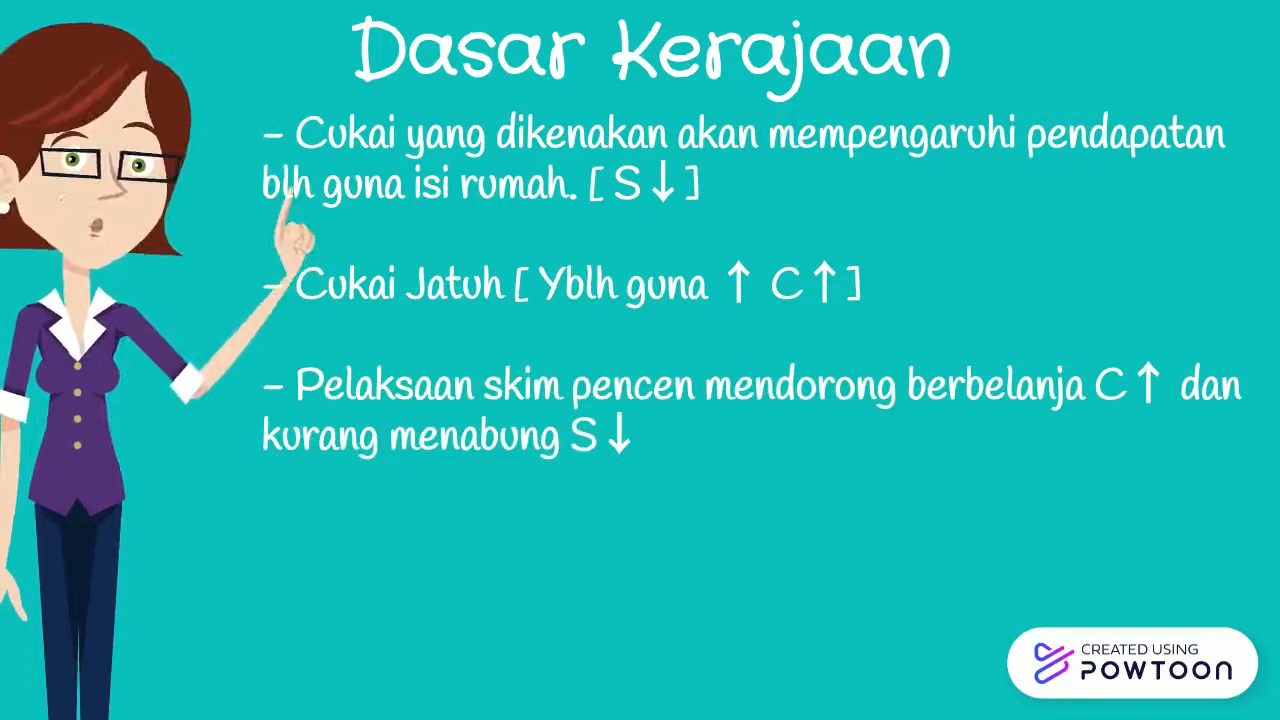 Dasar Kerajaan
- Cukai yang dikenakan akan mempengaruhi pendapatan
blh guna isi rumah. [ S ↓ ]
- Cukai Jatuh [ Yblh guna ↑ C ↑ ]
- Pelaksaan skim pencen mendorong berbelanja C ↑ dan
kurang menabung S ↓
CREATED USING
POWTOON